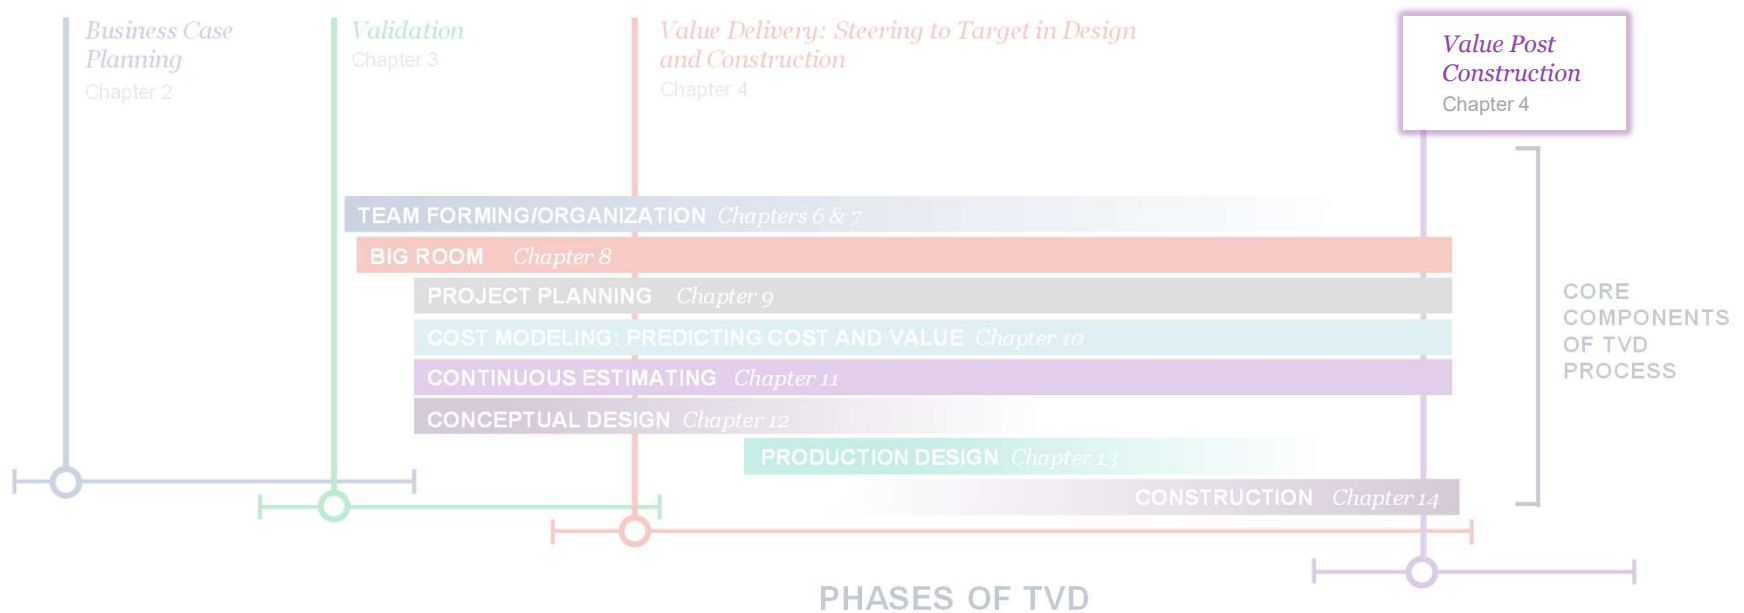 Business Case
Planning
Chapter 2
Validation
Chapter 3
Value Delivery: Steering to Target in Design
and Construction
Chapter 4
Value Post
Construction
Chapter 4
TEAM FORMING/ORGANIZATION Chapters 6 & 7
BIG ROOM Chapter 8
PROJECT PLANNING Chapter 9
COST MODELING: PREDICTING COST AND VALUE Chapter 10
CONTINUOUS ESTIMATING Chapter 11
CONCEPTUAL DESIGN Chapter 12
PRODUCTION DESIGN Chapter 13
CONSTRUCTION Chapter 14
CORE
COMPONENTS
OF TVD
PROCESS
PHASES OF TVD